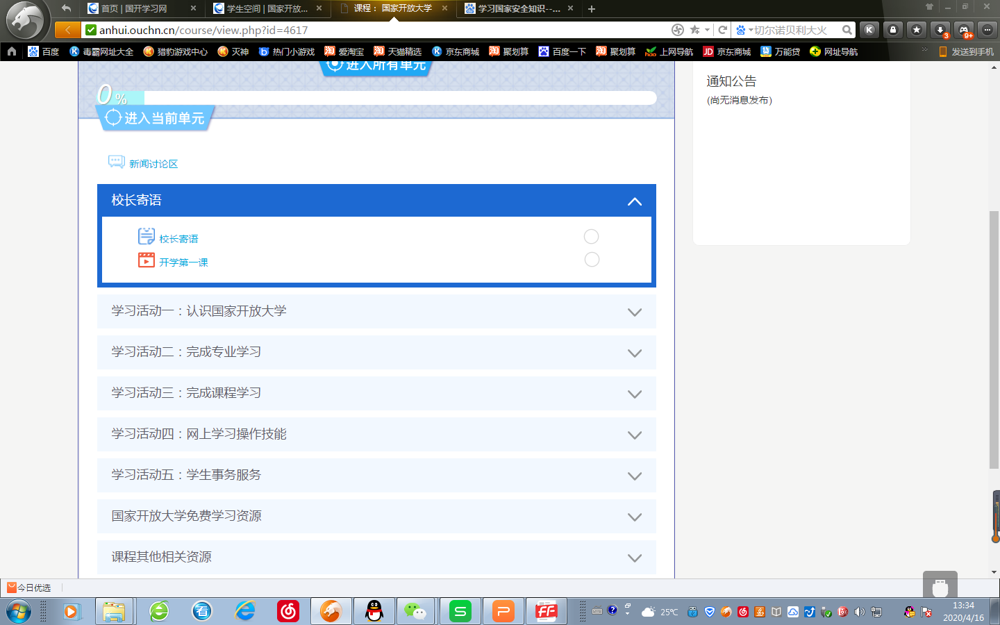 首页 | 国开学习网
学生空间 | 国家开放...
课程： 国家开放大学
学习国家安全知识--...
anhui.ouchn.cn/course/view.php?id=4617
切尔诺贝利大火
3
9+
百度
毒霸网址大全
猎豹游戏中心
灭神
热门小游戏
爱淘宝
天猫精选
京东商城
聚划算
百度一下
聚划算
上网导航
京东商城
万能贷
网址导航
发送到手机
进入所有单元
0%
进入当前单元
新闻讨论区
校长寄语
校长寄语
开学第一课
学习活动一：认识国家开放大学
学习活动二：完成专业学习
学习活动三：完成课程学习
学习活动四：网上学习操作技能
学习活动五：学生事务服务
国家开放大学免费学习资源
课程其他相关资源
通知公告
(尚无消息发布)
今日优选
25℃
13:34
2020/4/16